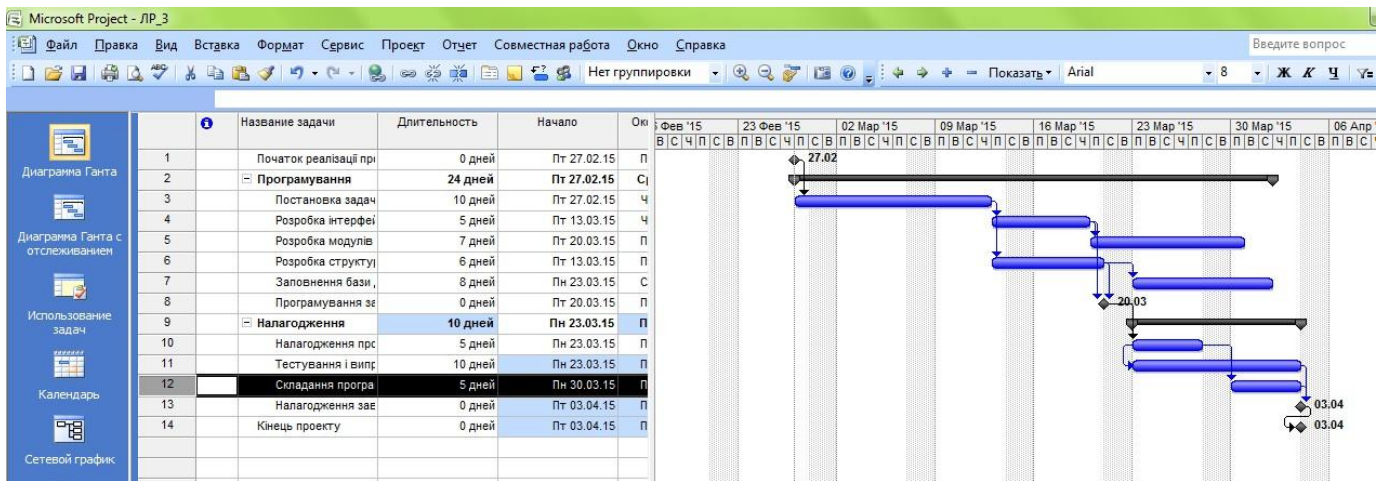 Microsoft Project - ЛР_3
Файл Правка Вид Вставка Формат Сервис Проект Отчет Совместная работа Окно Справка Введите вопрос
Нет группировки Показать Arial 8 Ж К Ч
Название задачи Длительность Начало Ок Фев '15 23 Фев '15 02 Мар '15 09 Мар '15 16 Мар '15 23 Мар '15 30 Мар '15 06 Апр
В С Ч П С В П В С Ч П С В П В С Ч П С В П В С Ч П С В П В С Ч П С В П В С Ч П С В П В С Ч П С В П В С
Диаграмма Ганта
Диаграмма Ганта с отслеживанием
Использование задач
Календарь
Сетевой график
1 Початок реалізації про 0 дней Пт 27.02.15 П 27.02
2 Програмування 24 дней Пт 27.02.15 Ср
3 Постановка задач 10 дней Пт 27.02.15 Ч
4 Розробка інтерфей 5 дней Пт 13.03.15 Ч
5 Розробка модулів 7 дней Пт 20.03.15 П
6 Розробка структур 6 дней Пт 13.03.15 П
7 Заповнення бази 8 дней Пн 23.03.15 С
8 Програмування за 0 дней Пт 20.03.15 П 20.03
9 Налагодження 10 дней Пн 23.03.15 П
10 Налагодження про 5 дней Пн 23.03.15 П
11 Тестування і випр 10 дней Пн 23.03.15 П
12 Складання програ 5 дней Пн 30.03.15 П
13 Налагодження зав 0 дней Пт 03.04.15 П 03.04
14 Кінець проекту 0 дней Пт 03.04.15 П 03.04